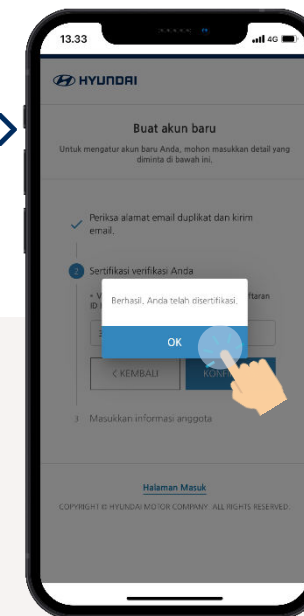 13.33
4G
HYUNDAI
Buat akun baru
Untuk mengatur akun baru Anda, mohon masukkan detail yang
diminta di bawah ini.
Periksa alamat email duplikat dan kirim
email.
2 Sertifikasi verifikasi Anda
ftaran
Berhasil, Anda telah disertifikasi.
OK
< KEMBALI
3 Masukkan informasi anggota
Halaman Masuk
COPYRIGHT © HYUNDAI MOTOR COMPANY. ALL RIGHTS RESERVED.